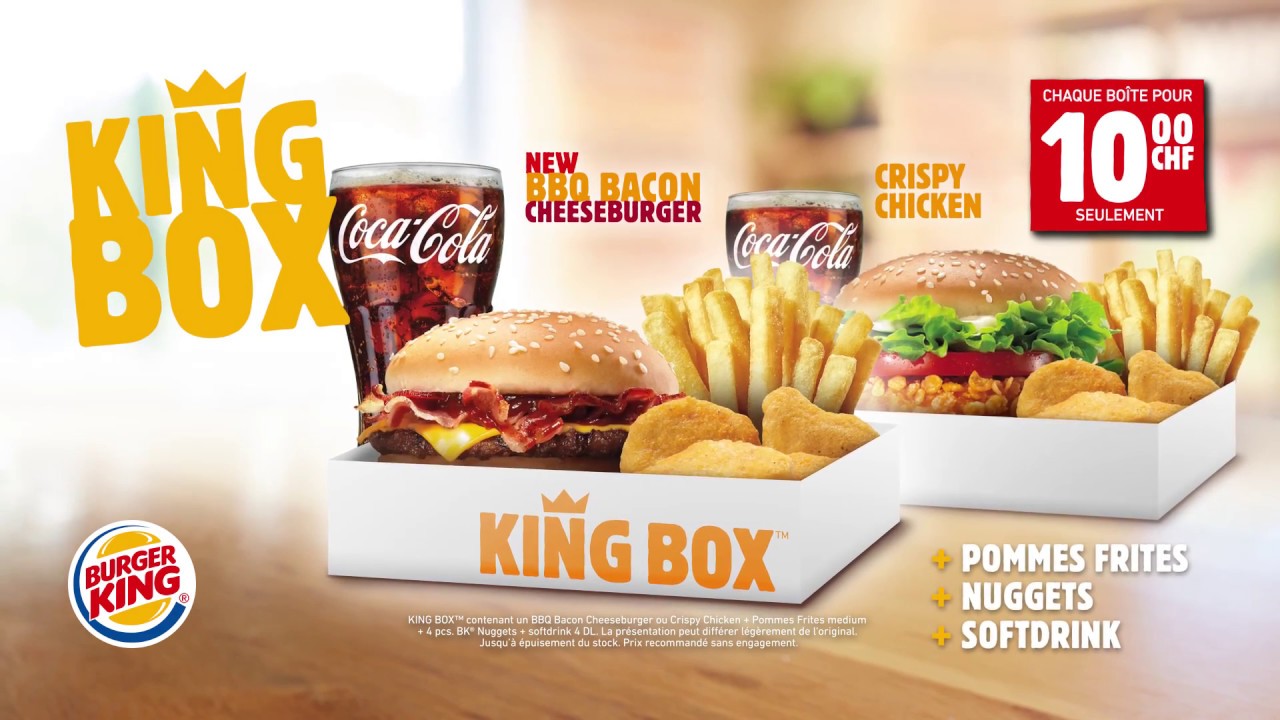 KING
BOX
Coca-Cola
NEW
BBQ BACON
CHEESEBURGER
Coca-Cola
CRISPY
CHICKEN
CHAQUE BOÎTE POUR
10 00 CHF
SEULEMENT
KING BOX™
BURGER
KING®
+ POMMES FRITES
+ NUGGETS
+ SOFTDRINK
KING BOX™ contenant un BBQ Bacon Cheeseburger ou Crispy Chicken + Pommes Frites medium
+ 4 pcs. BK® Nuggets + softdrink 4 DL. La présentation peut différer légèrement de l'original.
Jusqu'à épuisement du stock. Prix recommandé sans engagement.